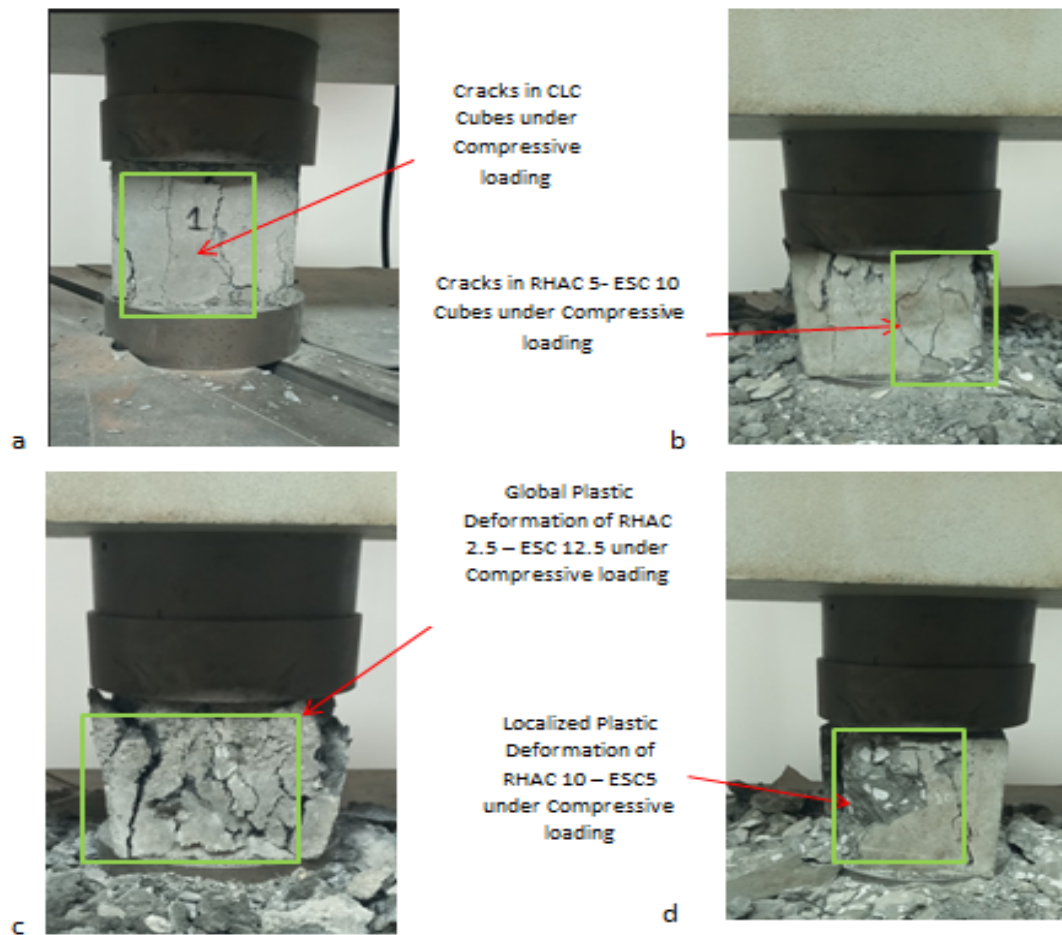 Cracks in CLC
Cubes under
Compressive
loading
1
Cracks in RHAC 5- ESC 10
Cubes under Compressive
loading
a
b
Global Plastic
Deformation of RHAC
2.5 – ESC 12.5 under
Compressive loading
Localized Plastic
Deformation of
RHAC 10 – ESC5
under Compressive
loading
c
d